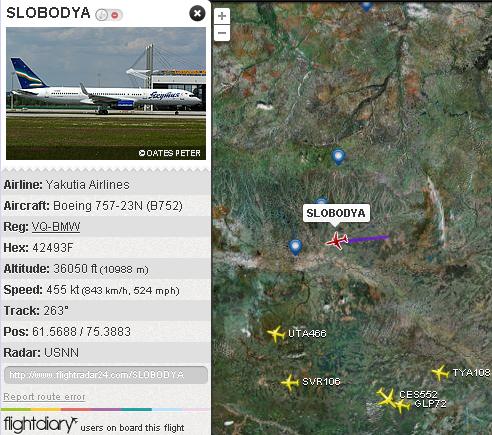 SLOBODYA
© OATES PETER
Airline: Yakutia Airlines
Aircraft: Boeing 757-23N (B752)
Reg: VQ-BMW
Hex: 42493F
Altitude: 36050 ft (10988 m)
Speed: 455 kt (843 km/h, 524 mph)
Track: 263°
Pos: 61.5688 / 75.3883
Radar: USNN
http://www.flightradar24.com/SLOBODYA
Report route error
flightdiary users on board this flight
+
−
SLOBODYA
UTA466
SVR106
TYA108
CES552
GLP72